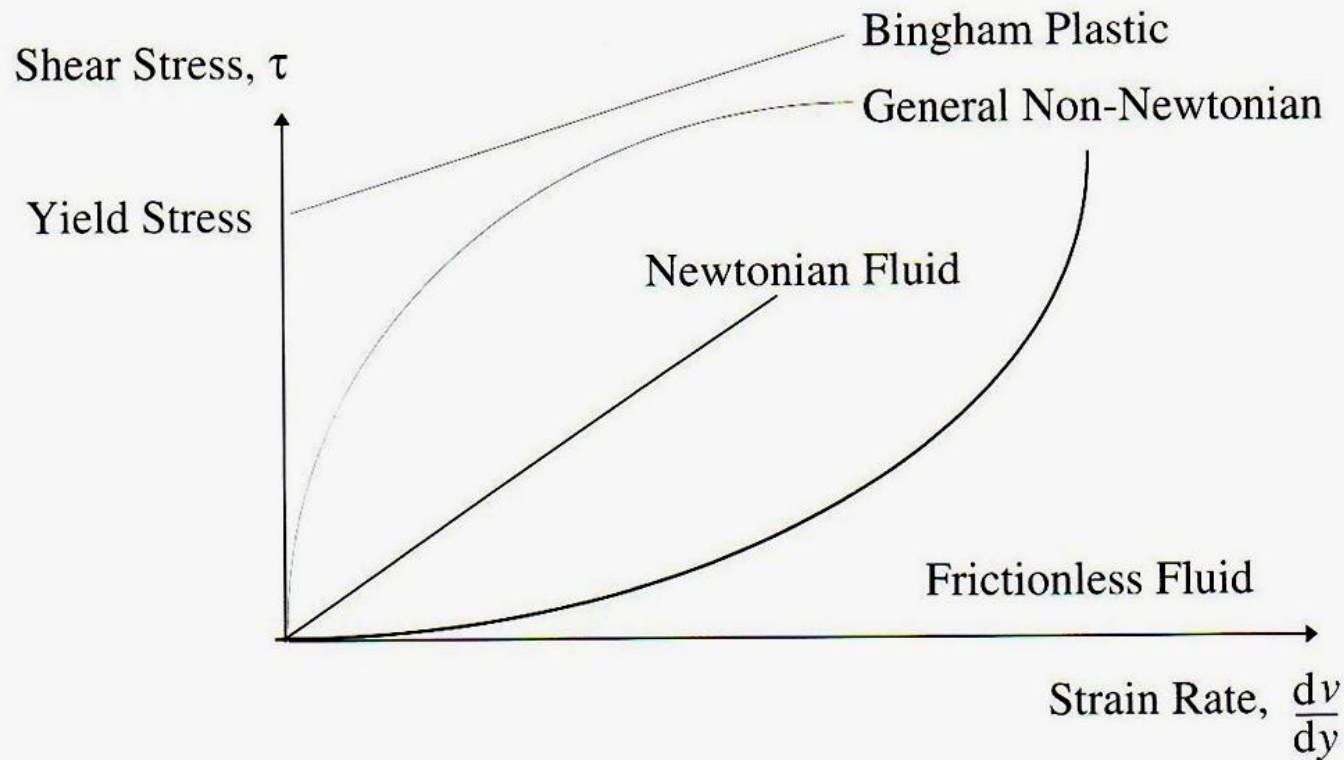 Bingham Plastic
Shear Stress, τ
General Non-Newtonian
Yield Stress
Newtonian Fluid
Frictionless Fluid
Strain Rate, dv/dy